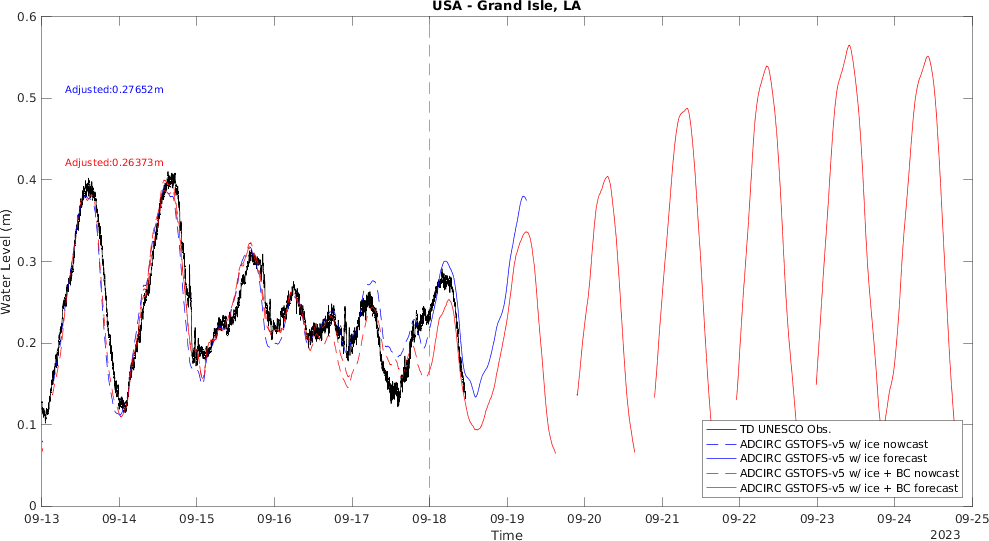 USA - Grand Isle, LA
0.6
0.5
0.4
0.3
0.2
0.1
0
Water Level (m)
Adjusted:0.27652m
Adjusted:0.26373m
TD UNESCO Obs.
ADCIRC GSTOFS-v5 w/ ice nowcast
ADCIRC GSTOFS-v5 w/ ice forecast
ADCIRC GSTOFS-v5 w/ ice + BC nowcast
ADCIRC GSTOFS-v5 w/ ice + BC forecast
09-13 09-14 09-15 09-16 09-17 09-18 09-19 09-20 09-21 09-22 09-23 09-24 09-25
Time
2023